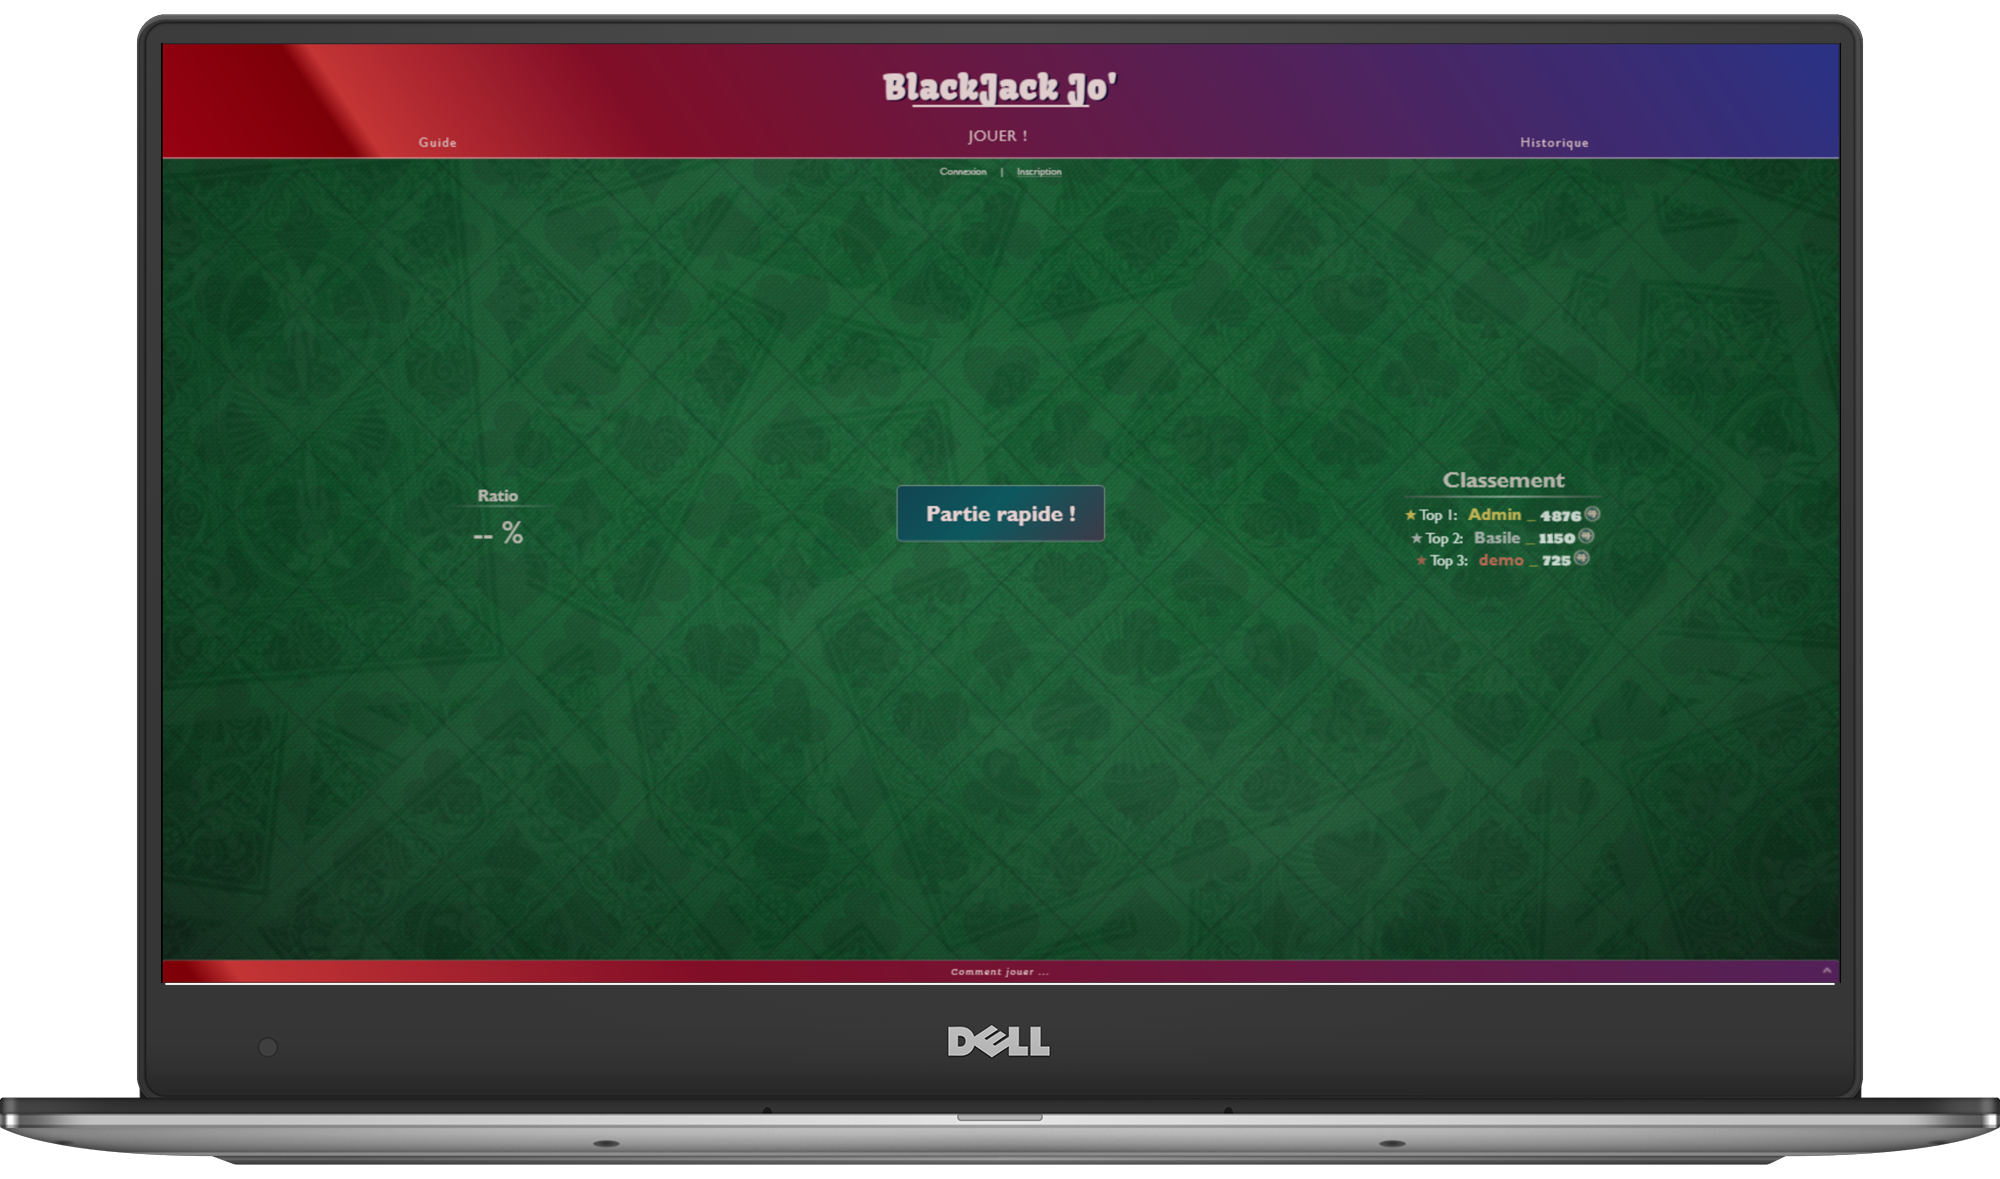 BlackJack Jo'
Guide
JOUER !
Historique
Connexion | Inscription
Ratio
-- %
Partie rapide !
Classement
★ Top 1: Admin _ 4876
★ Top 2: Basile _ 1150
★ Top 3: demo _ 725
Comment jouer ...
DELL